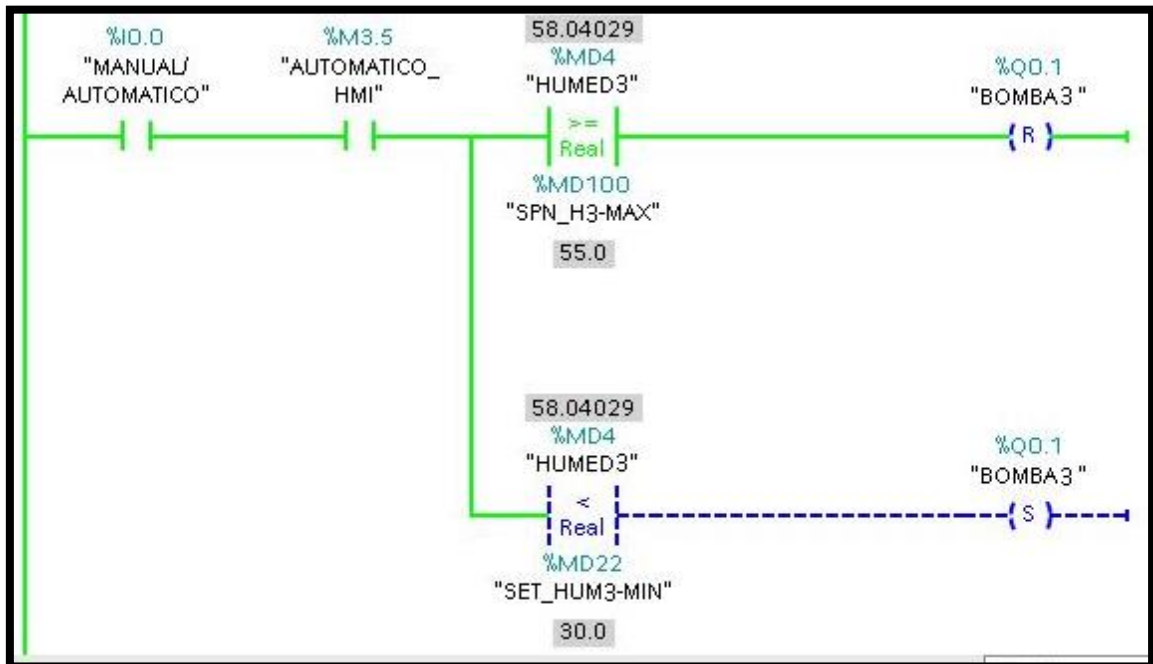 %I0.0
"MANUAL/
AUTOMATICO"
%M3.5
"AUTOMATICO_
HMI"
58.04029
%MD4
"HUMED3"
>=
Real
%MD100
"SPN_H3-MAX"
55.0
%Q0.1
"BOMBA3"
R
58.04029
%MD4
"HUMED3"
<
Real
%MD22
"SET_HUM3-MIN"
30.0
%Q0.1
"BOMBA3"
S